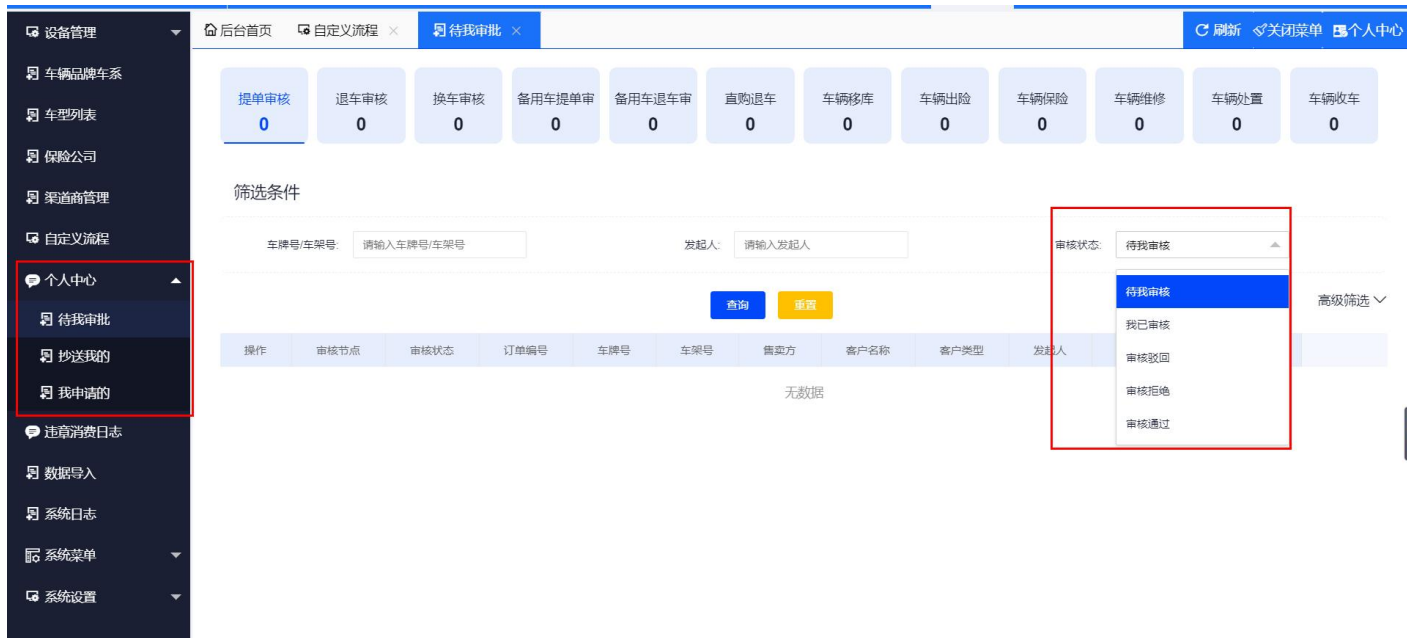 设备管理
车辆品牌车系
车型列表
保险公司
渠道商管理
自定义流程
个人中心
待我审批
抄送我的
我申请的
违章消费日志
数据导入
系统日志
系统菜单
系统设置
后台首页 自定义流程 待我审批 刷新 关闭菜单 个人中心
提单审核 退车审核 换车审核 备用车提单审 备用车退车审 直购退车 车辆移库 车辆出险 车辆保险 车辆维修 车辆处置 车辆收车
0 0 0 0 0 0 0 0 0 0 0 0
筛选条件
车牌号/车架号: 请输入车牌号/车架号 发起人: 请输入发起人 审核状态: 待我审核
查询 重置 高级筛选
操作 审核节点 审核状态 订单编号 车牌号 车架号 售卖方 客户名称 客户类型 发起人
无数据
待我审核
我已审核
审核驳回
审核拒绝
审核通过